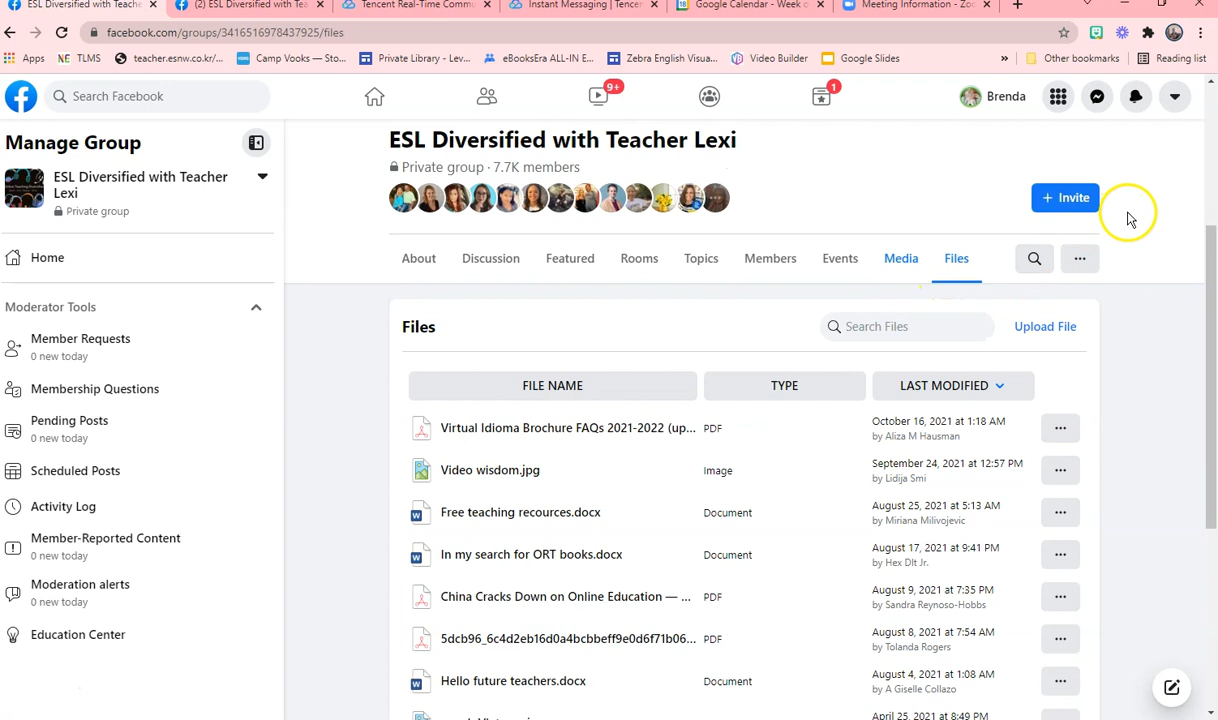 ESL Diversified with Teache
(2) ESL Diversified with Tea
Tencent Real-Time Commu
Instant Messaging | Tencen
Google Calendar - Week o
Meeting Information - Zoo
facebook.com/groups/3416516978437925/files
Apps
TLMS
teacher.esnw.co.kr/...
Camp Vooks — Sto...
Private Library - Lev...
eBooksEra ALL-IN E...
Zebra English Visua...
Video Builder
Google Slides
»
Other bookmarks
Reading list
Search Facebook
9+
1
Brenda
Manage Group
ESL Diversified with Teacher
Lexi
Private group
Home
Moderator Tools
Member Requests
0 new today
Membership Questions
Pending Posts
0 new today
Scheduled Posts
Activity Log
Member-Reported Content
0 new today
Moderation alerts
0 new today
Education Center
ESL Diversified with Teacher Lexi
Private group · 7.7K members
+ Invite
About
Discussion
Featured
Rooms
Topics
Members
Events
Media
Files
Files
Search Files
Upload File
FILE NAME
TYPE
LAST MODIFIED
Virtual Idioma Brochure FAQs 2021-2022 (up...
PDF
October 16, 2021 at 1:18 AM
by Aliza M Hausman
Video wisdom.jpg
Image
September 24, 2021 at 12:57 PM
by Lidija Smi
Free teaching recources.docx
Document
August 25, 2021 at 5:13 AM
by Miriana Milivojevic
In my search for ORT books.docx
Document
August 17, 2021 at 9:41 PM
by Hex Dlt Jr.
China Cracks Down on Online Education — ...
PDF
August 9, 2021 at 7:35 PM
by Sandra Reynoso-Hobbs
5dcb96_6c4d2eb16d0a4bcbbeff9e0d6f71b06...
PDF
August 8, 2021 at 7:54 AM
by Tolanda Rogers
Hello future teachers.docx
Document
August 4, 2021 at 1:08 AM
by A Giselle Collazo
April 25, 2021 at 8:49 PM